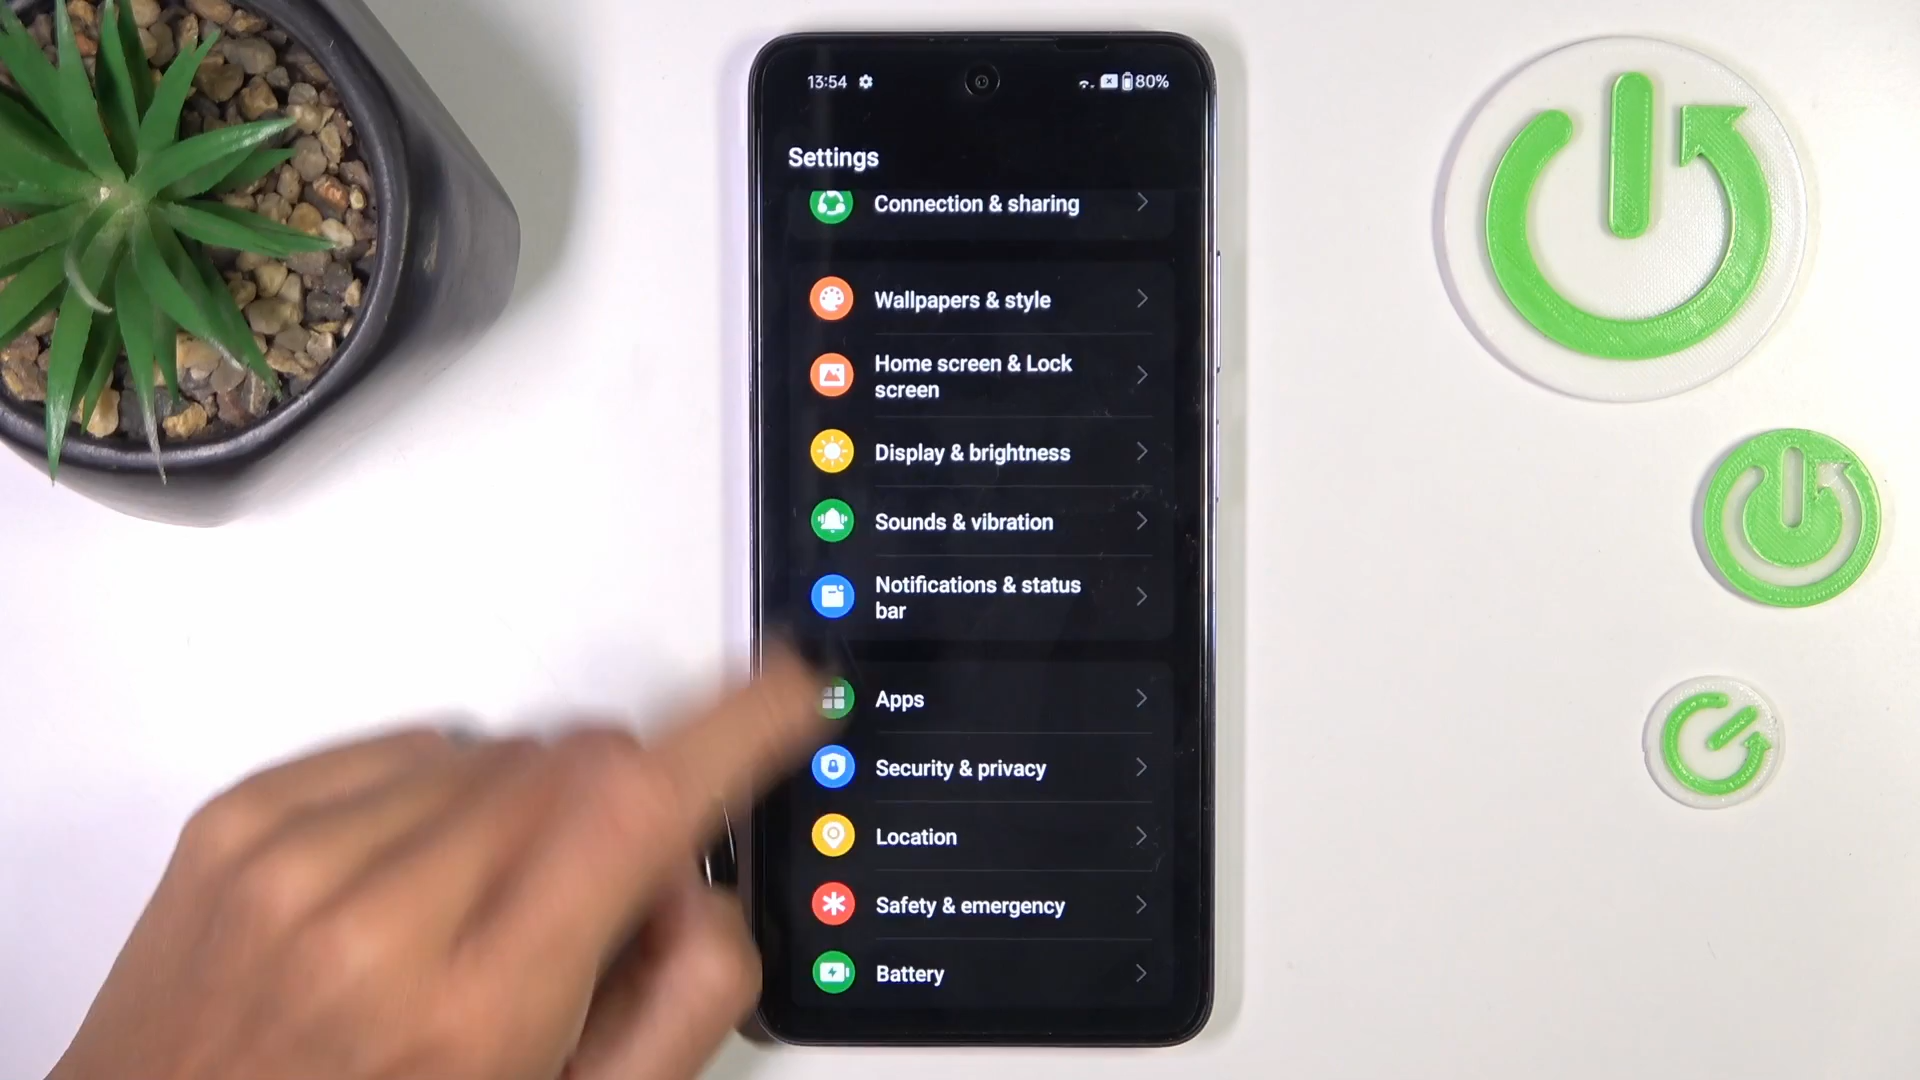 13:54
80%
Settings
Connection & sharing
Wallpapers & style
Home screen & Lock
screen
Display & brightness
Sounds & vibration
Notifications & status
bar
Apps
Security & privacy
Location
Safety & emergency
Battery